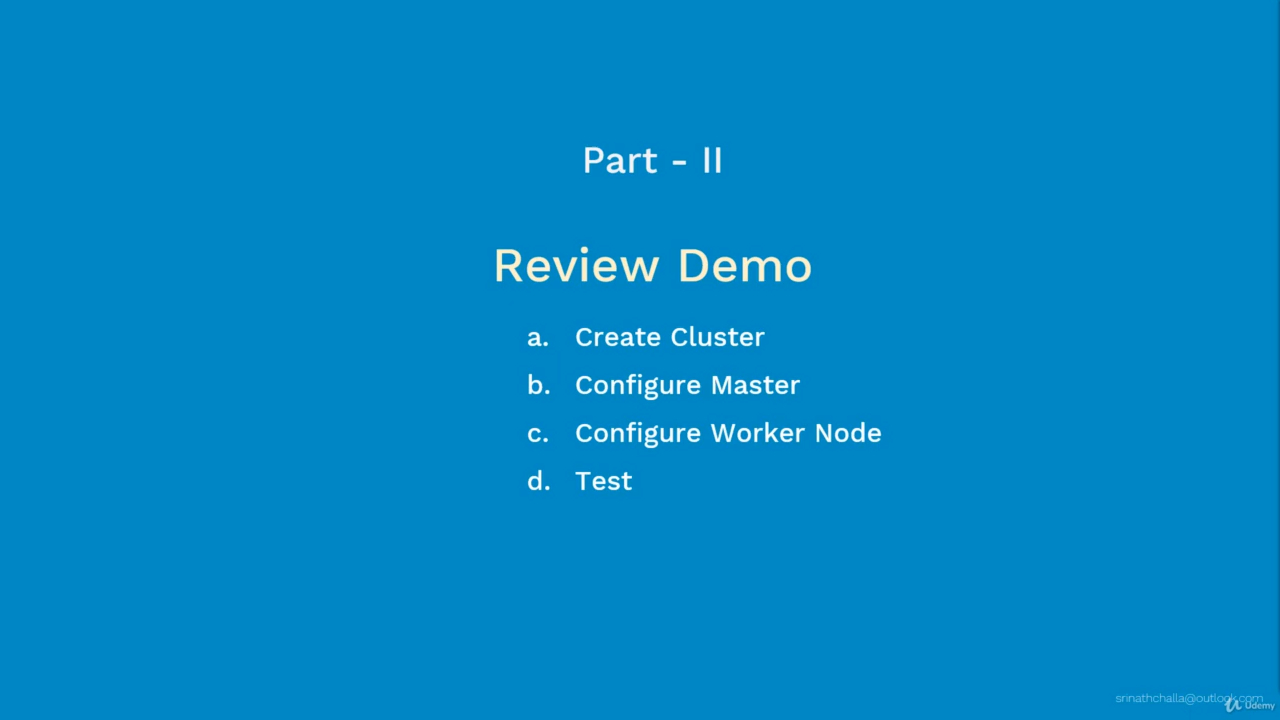 Part - II
Review Demo
a. Create Cluster
b. Configure Master
c. Configure Worker Node
d. Test
srinathchalla@outlook.com
Udemy